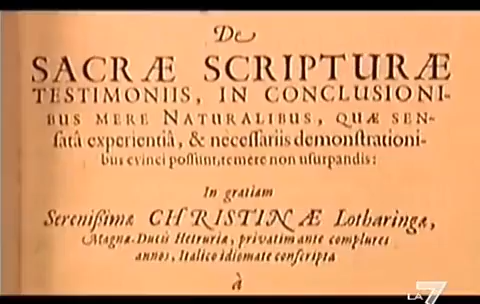 De
SACRÆ SCRIPTURÆ
TESTIMONIIS, IN CONCLUSIONI-
BUS MERE NATURALIBUS, QUÆ SEN-
ſatâ experientiâ, & neceſſariis demonſtrationi-
bus evinci poſſunt, temere non uſurpandis:
In gratiam
Sereniſſimæ CHRISTINÆ Lotharingæ,
Magnæ Ducis Hetruriæ, privatim ante complures
annos, Italico idiomate conſcripta
à
LA7